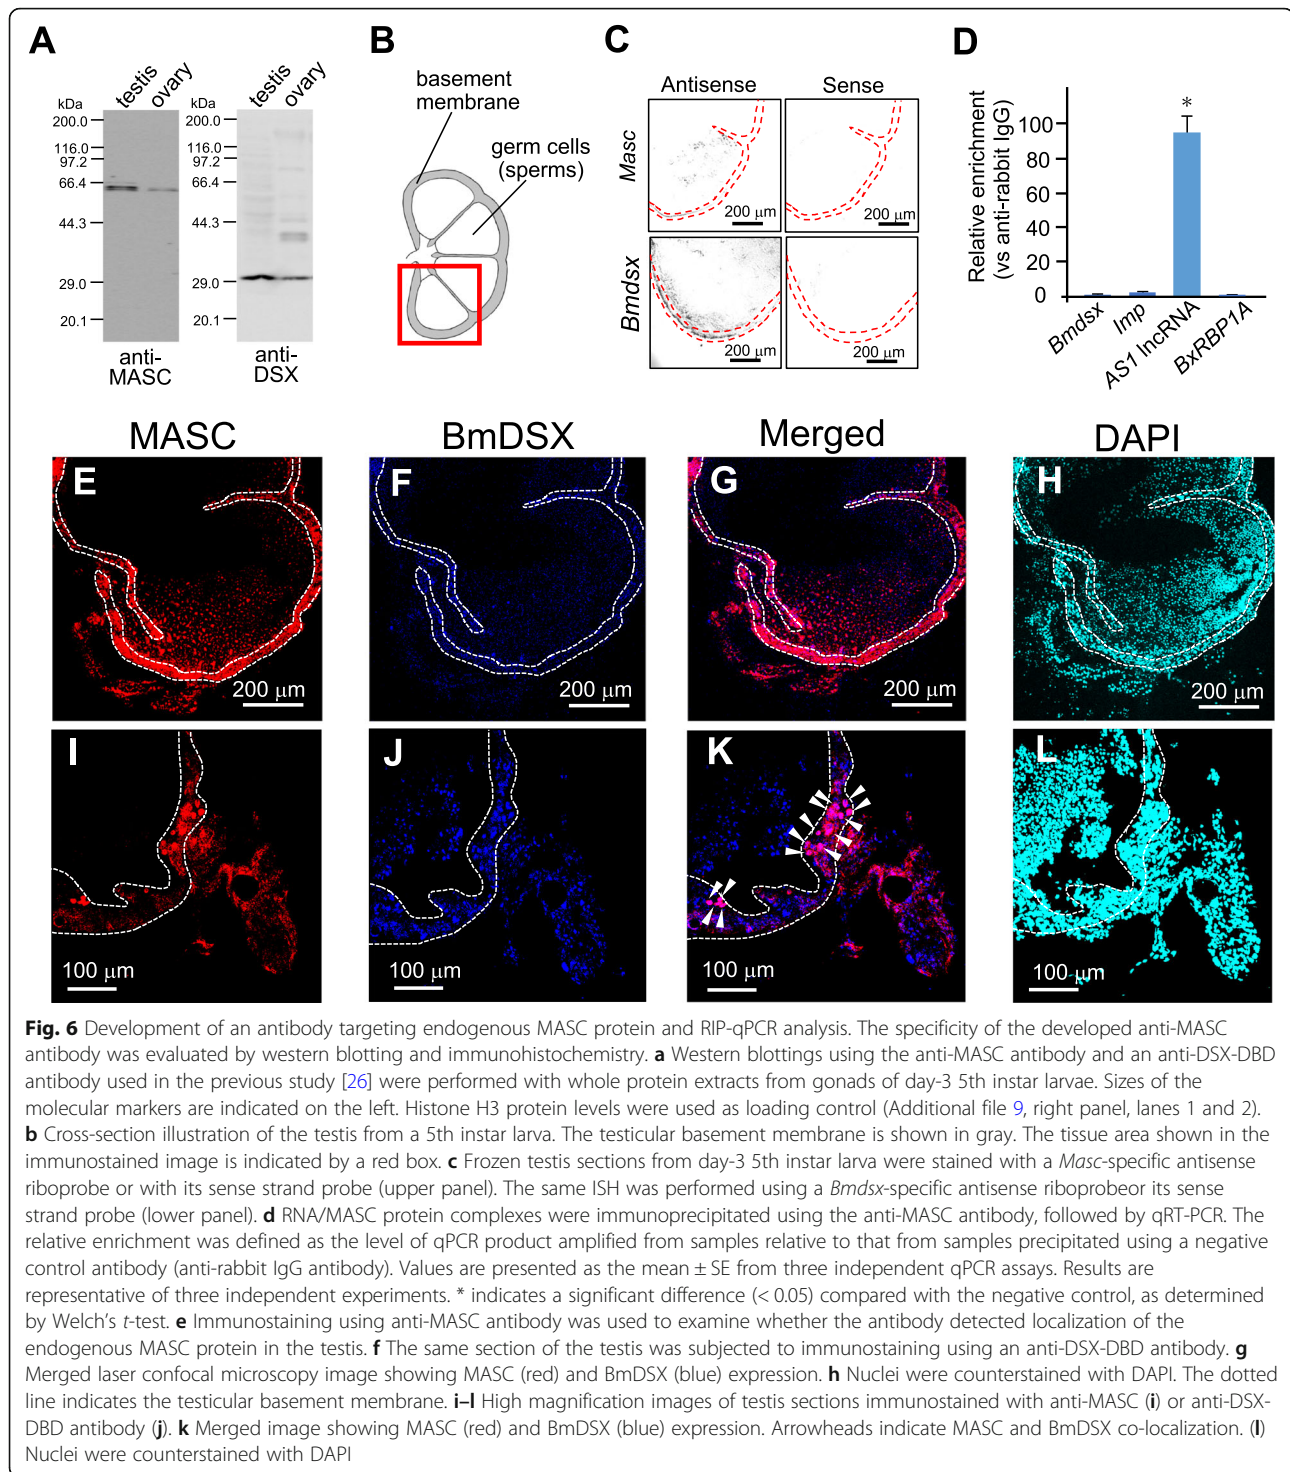 A
testis
ovary
kDa
200.0
116.0
97.2
66.4
44.3
29.0
20.1
anti-
MASC
testis
ovary
kDa
200.0
116.0
97.2
66.4
44.3
29.0
20.1
anti-
DSX
B
basement
membrane
germ cells
(sperms)
C
Antisense
Sense
Masc
200 μm
200 μm
Bmdsx
200 μm
200 μm
D
Relative enrichment
(vs anti-rabbit IgG)
100
80
60
40
20
0
*
Bmdsx
Imp
AS1 lncRNA
BxRBP1A
MASC
BmDSX
Merged
DAPI
E
200 μm
F
200 μm
G
200 μm
H
200 μm
I
100 μm
J
100 μm
K
100 μm
L
100 μm
Fig. 6 Development of an antibody targeting endogenous MASC protein and RIP-qPCR analysis. The specificity of the developed anti-MASC
antibody was evaluated by western blotting and immunohistochemistry. a Western blottings using the anti-MASC antibody and an anti-DSX-DBD
antibody used in the previous study [26] were performed with whole protein extracts from gonads of day-3 5th instar larvae. Sizes of the
molecular markers are indicated on the left. Histone H3 protein levels were used as loading control (Additional file 9, right panel, lanes 1 and 2).
b Cross-section illustration of the testis from a 5th instar larva. The testicular basement membrane is shown in gray. The tissue area shown in the
immunostained image is indicated by a red box. c Frozen testis sections from day-3 5th instar larva were stained with a Masc-specific antisense
riboprobe or with its sense strand probe (upper panel). The same ISH was performed using a Bmdsx-specific antisense riboprobeor its sense
strand probe (lower panel). d RNA/MASC protein complexes were immunoprecipitated using the anti-MASC antibody, followed by qRT-PCR. The
relative enrichment was defined as the level of qPCR product amplified from samples relative to that from samples precipitated using a negative
control antibody (anti-rabbit IgG antibody). Values are presented as the mean ± SE from three independent qPCR assays. Results are
representative of three independent experiments. * indicates a significant difference (< 0.05) compared with the negative control, as determined
by Welch's t-test. e Immunostaining using anti-MASC antibody was used to examine whether the antibody detected localization of the
endogenous MASC protein in the testis. f The same section of the testis was subjected to immunostaining using an anti-DSX-DBD antibody. g
Merged laser confocal microscopy image showing MASC (red) and BmDSX (blue) expression. h Nuclei were counterstained with DAPI. The dotted
line indicates the testicular basement membrane. i–l High magnification images of testis sections immunostained with anti-MASC (i) or anti-DSX-
DBD antibody (j). k Merged image showing MASC (red) and BmDSX (blue) expression. Arrowheads indicate MASC and BmDSX co-localization. (l)
Nuclei were counterstained with DAPI